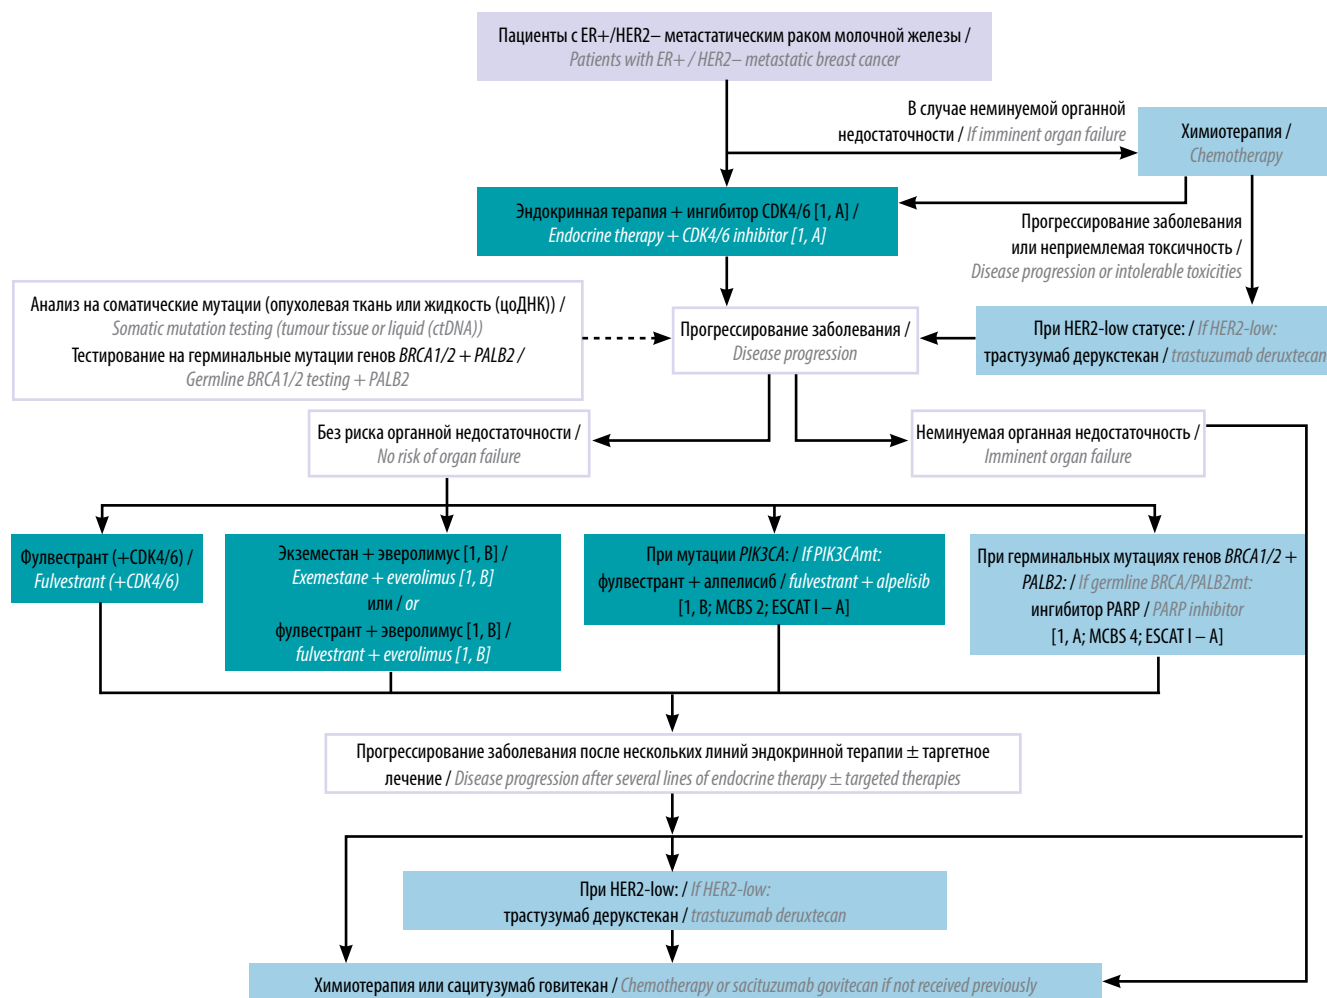 Пациенты с ER+/HER2– метастатическим раком молочной железы /
Patients with ER+ / HER2– metastatic breast cancer
В случае неминуемой органной
недостаточности / If imminent organ failure
Химиотерапия /
Chemotherapy
Эндокринная терапия + ингибитор CDK4/6 [1, A] /
Endocrine therapy + CDK4/6 inhibitor [1, A]
Прогрессирование заболевания
или неприемлемая токсичность /
Disease progression or intolerable toxicities
Анализ на соматические мутации (опухолевая ткань или жидкость (цоДНК)) /
Somatic mutation testing (tumour tissue or liquid (ctDNA))
Тестирование на герминальные мутации генов BRCA1/2 + PALB2 /
Germline BRCA1/2 testing + PALB2
Прогрессирование заболевания /
Disease progression
При HER2-low статусе: / If HER2-low:
трастузумаб дерукстекан / trastuzumab deruxtecan
Без риска органной недостаточности /
No risk of organ failure
Неминуемая органная недостаточность /
Imminent organ failure
Фулвестрант (+CDK4/6) /
Fulvestrant (+CDK4/6)
Экземестан + эверолимус [1, B] /
Exemestane + everolimus [1, B]
или / or
фулвестрант + эверолимус [1, B] /
fulvestrant + everolimus [1, B]
При мутации PIK3CA: / If PIK3CAmt:
фулвестрант + алпелисиб / fulvestrant + alpelisib
[1, B; MCBS 2; ESCAT I – A]
При герминальных мутациях генов BRCA1/2 +
PALB2: / If germline BRCA/PALB2mt:
ингибитор PARP / PARP inhibitor
[1, A; MCBS 4; ESCAT I – A]
Прогрессирование заболевания после нескольких линий эндокринной терапии ± таргетное
лечение / Disease progression after several lines of endocrine therapy ± targeted therapies
При HER2-low: / If HER2-low:
трастузумаб дерукстекан / trastuzumab deruxtecan
Химиотерапия или сацитузумаб говитекан / Chemotherapy or sacituzumab govitecan if not received previously